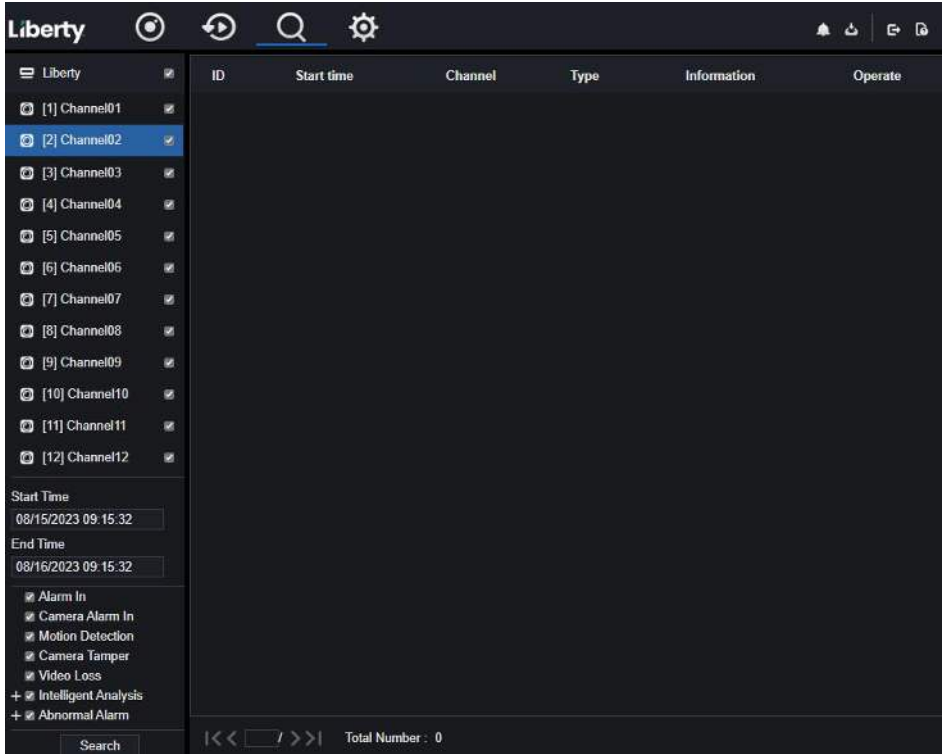 Liberty
Liberty
ID Start time Channel Type Information Operate
[1] Channel01
[2] Channel02
[3] Channel03
[4] Channel04
[5] Channel05
[6] Channel06
[7] Channel07
[8] Channel08
[9] Channel09
[10] Channel10
[11] Channel11
[12] Channel12
Start Time
08/15/2023 09:15:32
End Time
08/16/2023 09:15:32
Alarm In
Camera Alarm In
Motion Detection
Camera Tamper
Video Loss
+ Intelligent Analysis
+ Abnormal Alarm
Search
|< < / > >| Total Number : 0